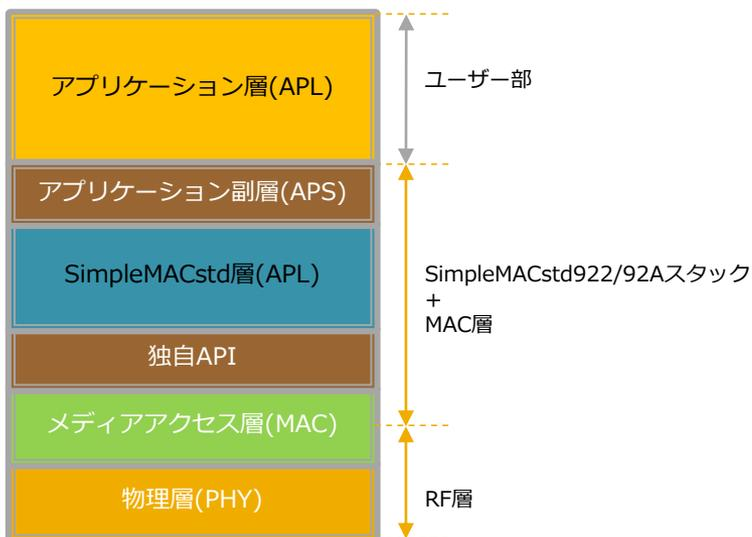 アプリケーション層(APL)
ユーザー部
アプリケーション副層(APS)
SimpleMACstd層(APL)
SimpleMACstd922/92Aスタック
+
MAC層
独自API
メディアアクセス層(MAC)
物理層(PHY)
RF層